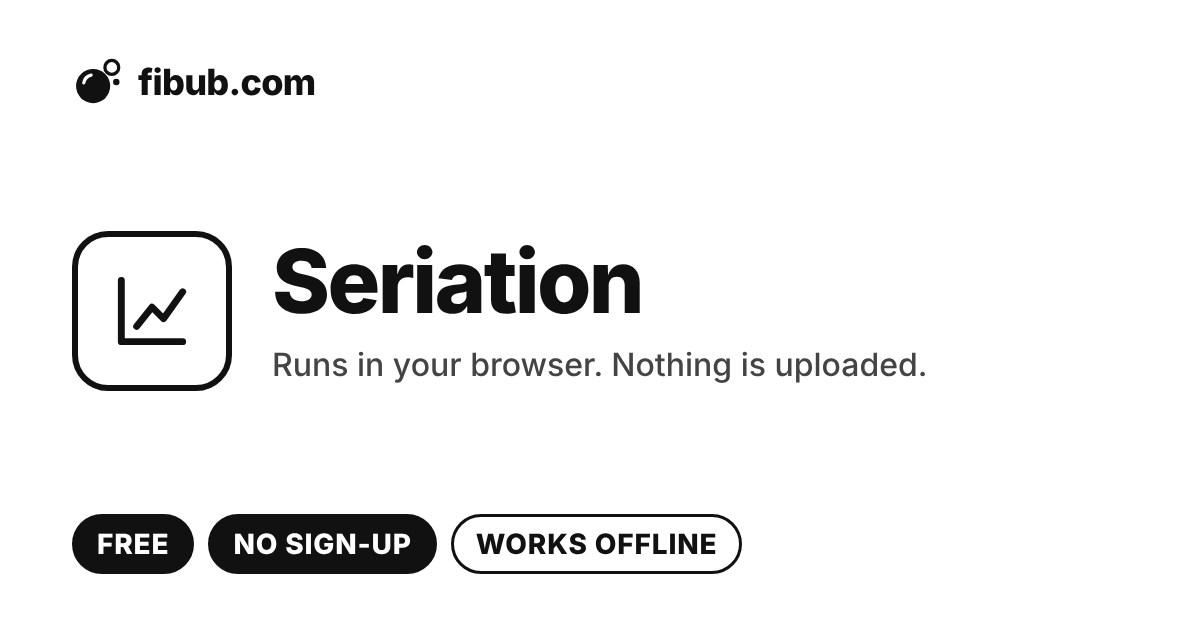 fibub.com
Seriation
Runs in your browser. Nothing is uploaded.
FREE
NO SIGN-UP
WORKS OFFLINE